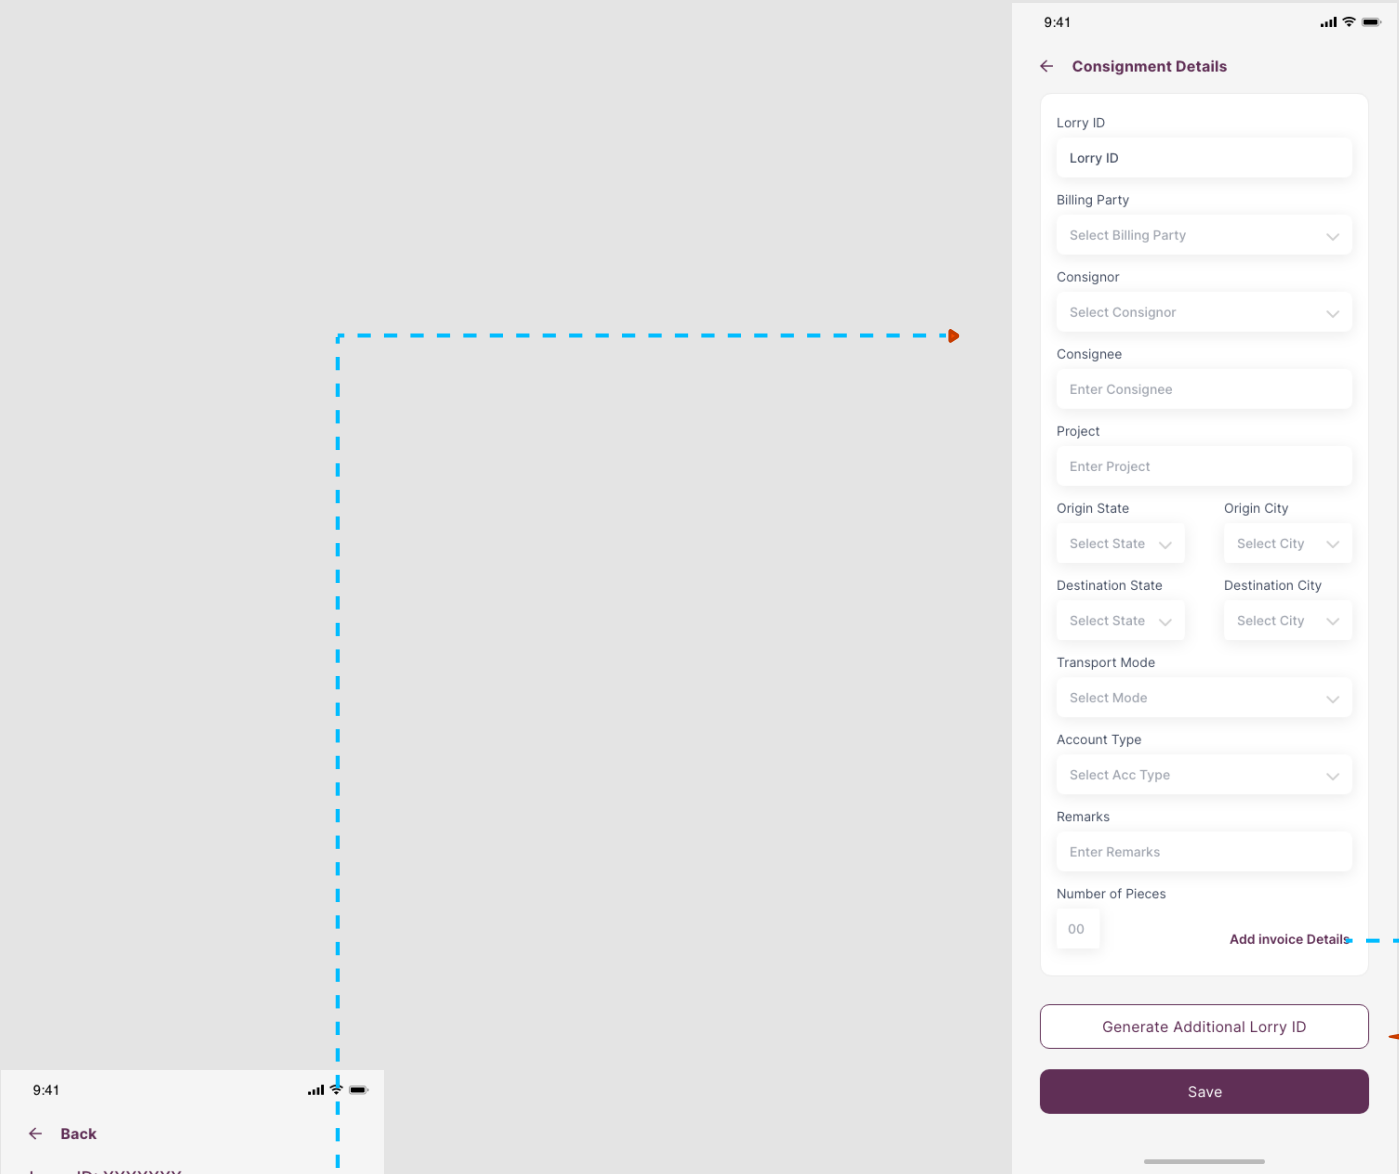 9:41
Consignment Details
Lorry ID
Lorry ID
Billing Party
Select Billing Party
Consignor
Select Consignor
Consignee
Enter Consignee
Project
Enter Project
Origin State Origin City
Select State Select City
Destination State Destination City
Select State Select City
Transport Mode
Select Mode
Account Type
Select Acc Type
Remarks
Enter Remarks
Number of Pieces
00
Add invoice Details
Generate Additional Lorry ID
Save
9:41
Back
Lorry ID: XXXXXXX